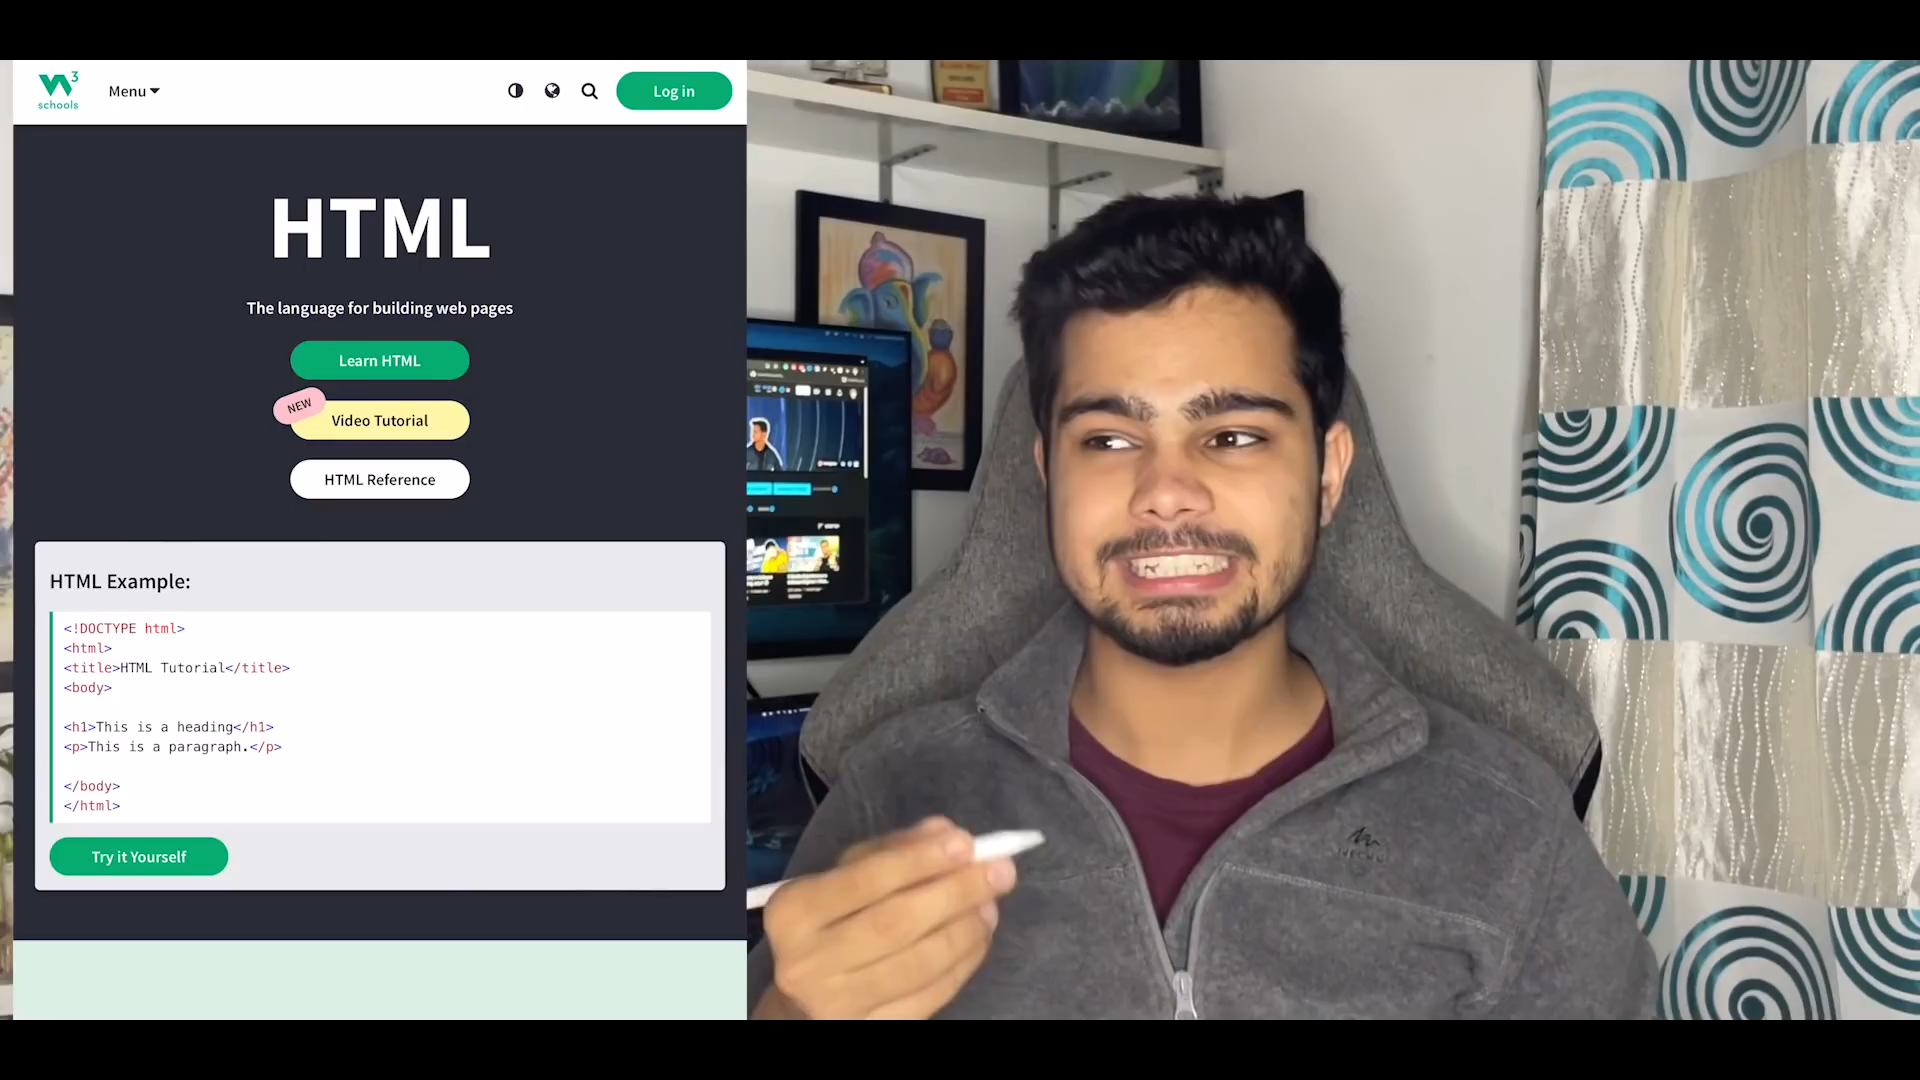 W3
schools
Menu
Log in
HTML
The language for building web pages
Learn HTML
NEW
Video Tutorial
HTML Reference
HTML Example:
<!DOCTYPE html>
<html>
<title>HTML Tutorial</title>
<body>
<h1>This is a heading</h1>
<p>This is a paragraph.</p>
</body>
</html>
Try it Yourself